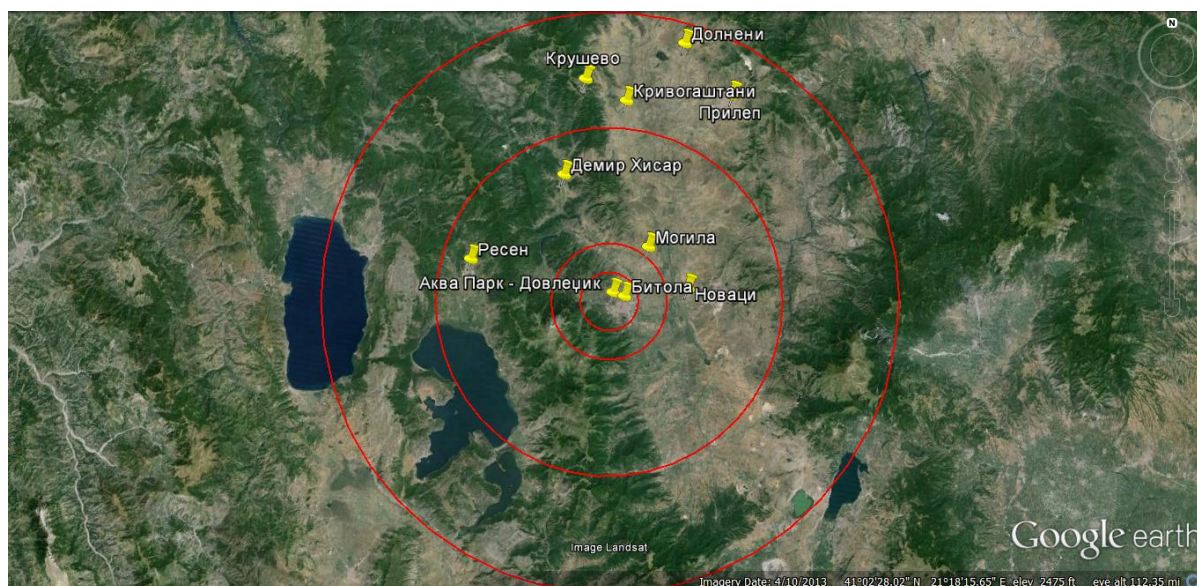 N
Долнени
Крушево
Кривогаштани
Прилеп
Демир Хисар
Могила
Ресен
Аква Парк - Довлеџик
Битола
Новаци
Image Landsat
Google earth
Imagery Date: 4/10/2013 41°02'28.02" N 21°18'15.65" E elev 2475 ft eye alt 112.35 mi